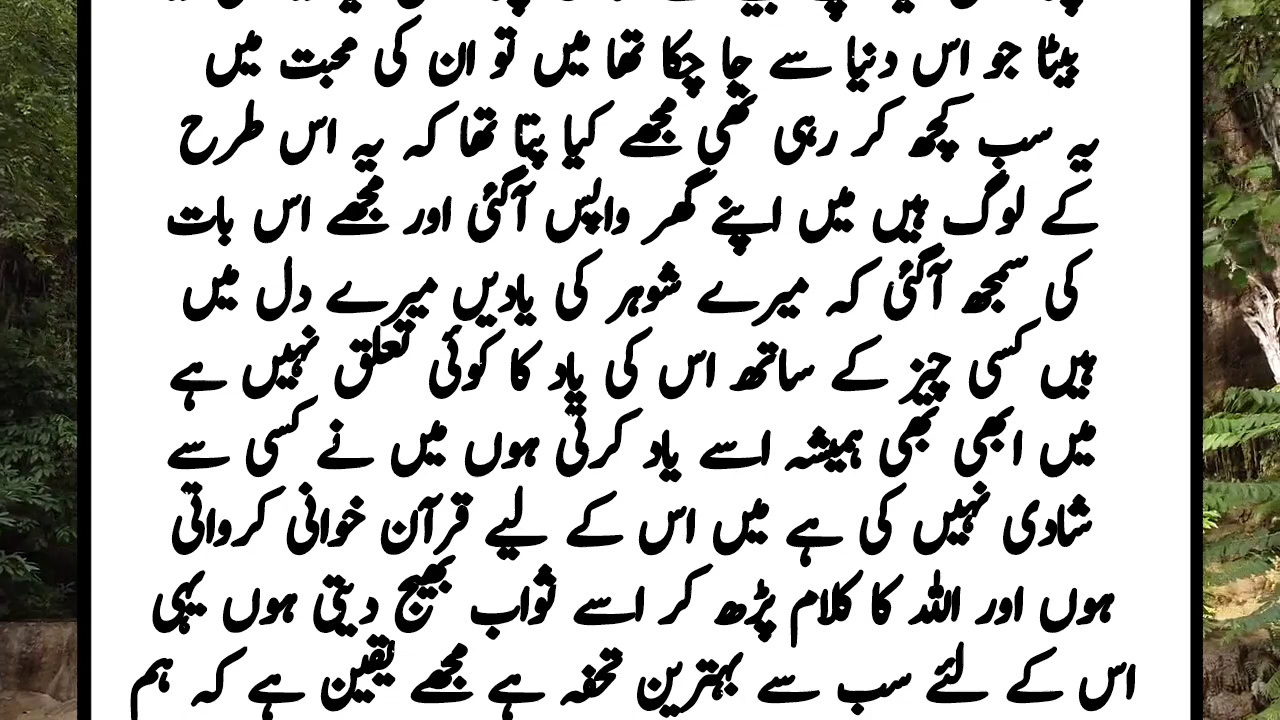 بیٹا جو اس دنیا سے جا چکا تھا میں تو ان کی محبت میں
یہ سب کچھ کر رہی تھی مجھے کیا پتا تھا کہ یہ اس طرح
کے لوگ ہیں میں اپنے گھر واپس آگئی اور مجھے اس بات
کی سمجھ آگئی کہ میرے شوہر کی یادیں میرے دل میں
ہیں کسی چیز کے ساتھ اس کی یاد کا کوئی تعلق نہیں ہے
میں ابھی بھی ہمیشہ اسے یاد کرتی ہوں میں نے کسی سے
شادی نہیں کی ہے میں اس کے لیے قرآن خوانی کرواتی
ہوں اور اللہ کا کلام پڑھ کر اسے ثواب بھیج دیتی ہوں یہی
اس کے لئے سب سے بہترین تحفہ ہے مجھے یقین ہے کہ ہم